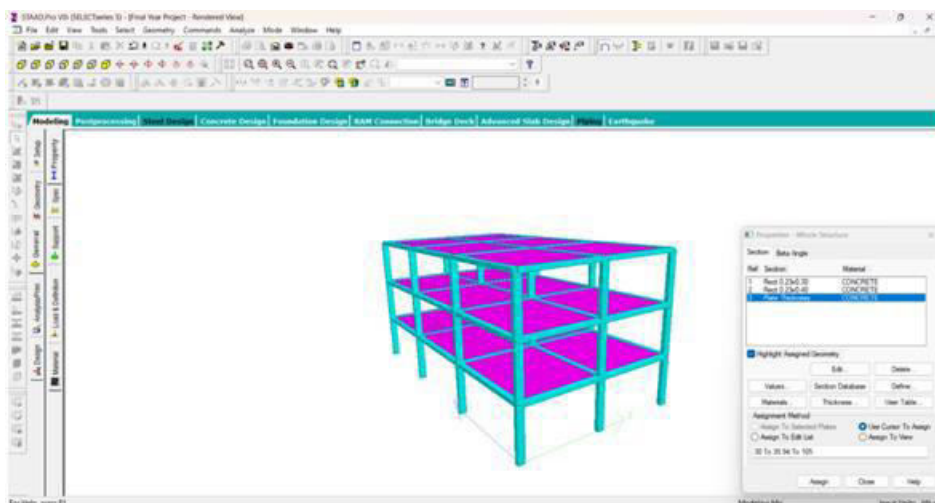 STAAD.Pro V8i (SELECTseries 5) - [Final Year Project - Rendered View]
File Edit View Tools Select Geometry Commands Analyze Mode Window Help
Modeling Postprocessing Steel Design Concrete Design Foundation Design RAM Connection Bridge Deck Advanced Slab Design Piping Earthquake
Setup
Geometry
General
Analysis/Print
Design
Property
Spec
Support
Load & Definition
Material
Properties - Whole Structure
Section Beta Angle
Ref Section Material
1 Rect 0.23x0.30 CONCRETE
2 Rect 0.23x0.40 CONCRETE
3 Plate Thickness CONCRETE
Highlight Assigned Geometry
Edit... Delete...
Values... Section Database Define...
Materials... Thickness... User Table...
Assignment Method
Assign To Selected Plates Use Cursor To Assign
Assign To Edit List Assign To View
Assign Close Help